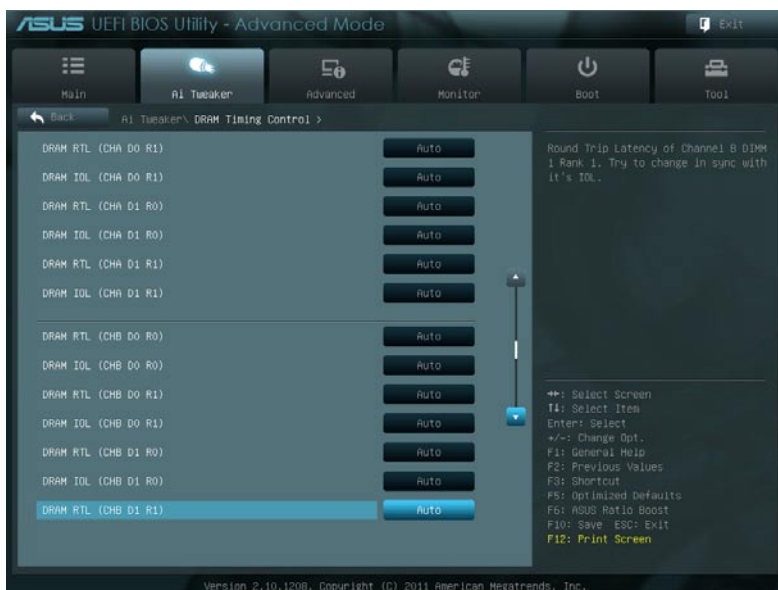 ASUS UEFI BIOS Utility - Advanced Mode
Exit
Main
Ai Tweaker
Advanced
Monitor
Boot
Tool
Back
Ai Tweaker\ DRAM Timing Control >
DRAM RTL (CHA D0 R1) Auto
DRAM IOL (CHA D0 R1) Auto
DRAM RTL (CHA D1 R0) Auto
DRAM IOL (CHA D1 R0) Auto
DRAM RTL (CHA D1 R1) Auto
DRAM IOL (CHA D1 R1) Auto
DRAM RTL (CHB D0 R0) Auto
DRAM IOL (CHB D0 R0) Auto
DRAM RTL (CHB D0 R1) Auto
DRAM IOL (CHB D0 R1) Auto
DRAM RTL (CHB D1 R0) Auto
DRAM IOL (CHB D1 R0) Auto
DRAM RTL (CHB D1 R1) Auto
Round Trip Latency of Channel B DIMM
1 Rank 1. Try to change in sync with
it's IOL.
→←: Select Screen
↑↓: Select Item
Enter: Select
+/-: Change Opt.
F1: General Help
F2: Previous Values
F3: Shortcut
F5: Optimized Defaults
F6: ASUS Ratio Boost
F10: Save ESC: Exit
F12: Print Screen
Version 2.10.1208. Copyright (C) 2011 American Megatrends, Inc.